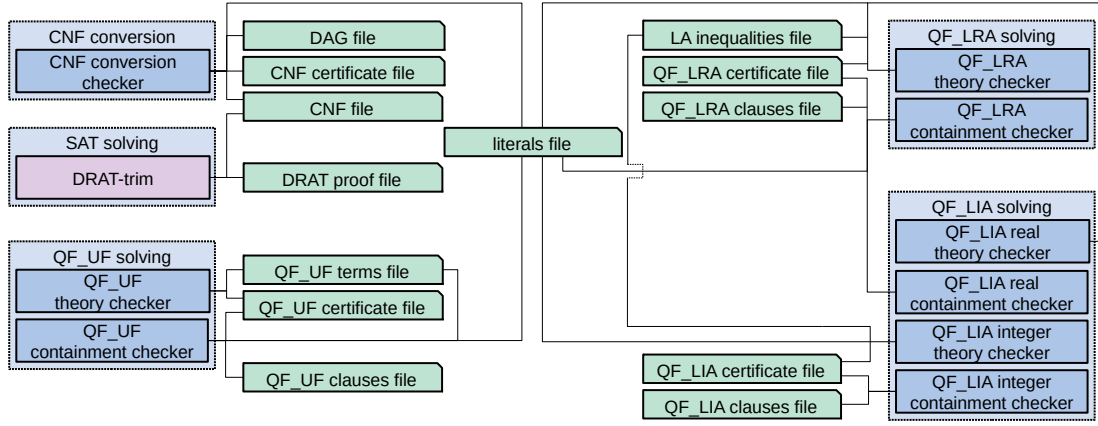 CNF conversion
CNF conversion
checker
SAT solving
DRAT-trim
QF_UF solving
QF_UF
theory checker
QF_UF
containment checker
DAG file
CNF certificate file
CNF file
DRAT proof file
QF_UF terms file
QF_UF certificate file
QF_UF clauses file
literals file
LA inequalities file
QF_LRA certificate file
QF_LRA clauses file
QF_LIA certificate file
QF_LIA clauses file
QF_LRA solving
QF_LRA
theory checker
QF_LRA
containment checker
QF_LIA solving
QF_LIA real
theory checker
QF_LIA real
containment checker
QF_LIA integer
theory checker
QF_LIA integer
containment checker